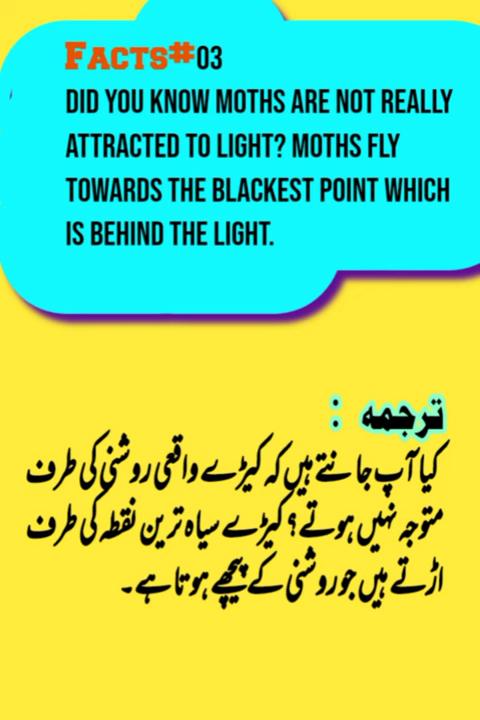 FACTS#03
DID YOU KNOW MOTHS ARE NOT REALLY
ATTRACTED TO LIGHT? MOTHS FLY
TOWARDS THE BLACKEST POINT WHICH
IS BEHIND THE LIGHT.
ترجمہ :
کیا آپ جانتے ہیں کہ کیڑے واقعی روشنی کی طرف
متوجہ نہیں ہوتے؟ کیڑے سیاہ ترین نقطہ کی طرف
اڑتے ہیں جو روشنی کے پیچھے ہوتا ہے۔